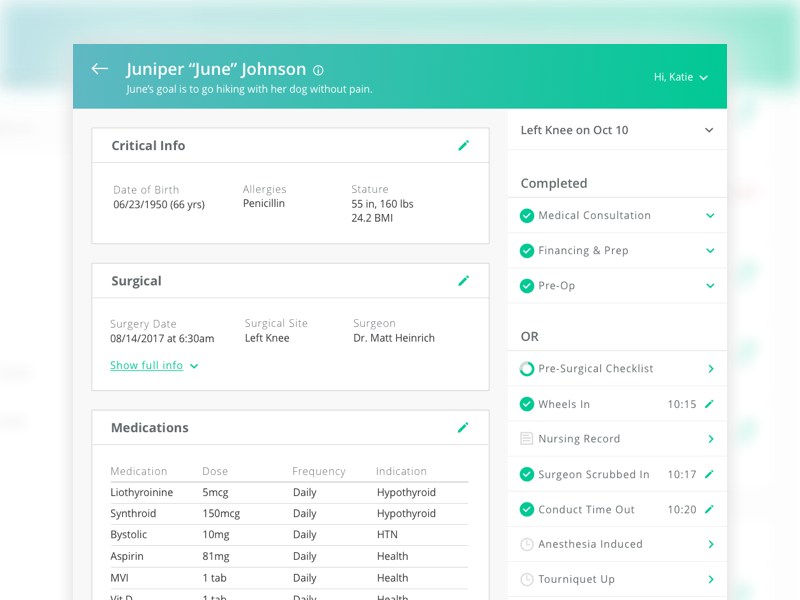 Juniper “June” Johnson
June's goal is to go hiking with her dog without pain.
Hi, Katie
Critical Info
Date of Birth Allergies Stature
06/23/1950 (66 yrs) Penicillin 55 in, 160 lbs
24.2 BMI
Surgical
Surgery Date Surgical Site Surgeon
08/14/2017 at 6:30am Left Knee Dr. Matt Heinrich
Show full info
Medications
Medication Dose Frequency Indication
Liothyroinine 5mcg Daily Hypothyroid
Synthroid 150mcg Daily Hypothyroid
Bystolic 10mg Daily HTN
Aspirin 81mg Daily Health
MVI 1 tab Daily Health
Vit D 1 tab Daily Health
Left Knee on Oct 10
Completed
Medical Consultation
Financing & Prep
Pre-Op
OR
Pre-Surgical Checklist
Wheels In 10:15
Nursing Record
Surgeon Scrubbed In 10:17
Conduct Time Out 10:20
Anesthesia Induced
Tourniquet Up